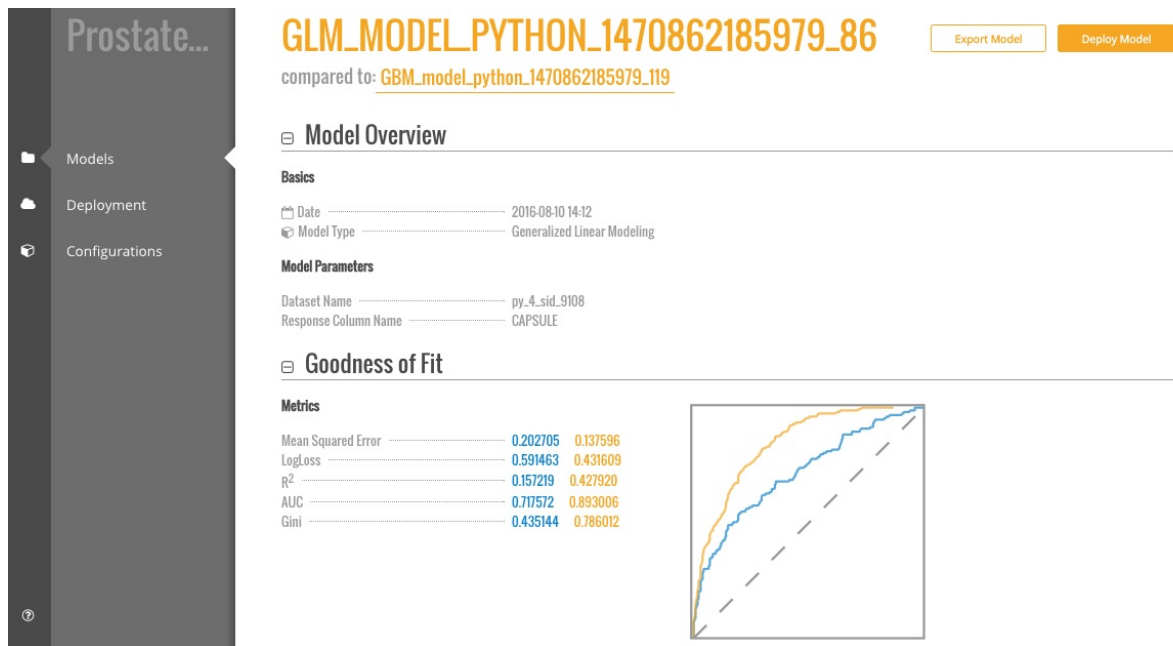 Prostate...
Models
Deployment
Configurations
GLM_MODEL_PYTHON_1470862185979_86
Export Model
Deploy Model
compared to: GBM_model_python_1470862185979_119
Model Overview
Basics
Date 2016-08-10 14:12
Model Type Generalized Linear Modeling
Model Parameters
Dataset Name py_4_sid_9108
Response Column Name CAPSULE
Goodness of Fit
Metrics
Mean Squared Error 0.202705 0.137596
LogLoss 0.591463 0.431609
R² 0.157219 0.427920
AUC 0.717572 0.893006
Gini 0.435144 0.786012